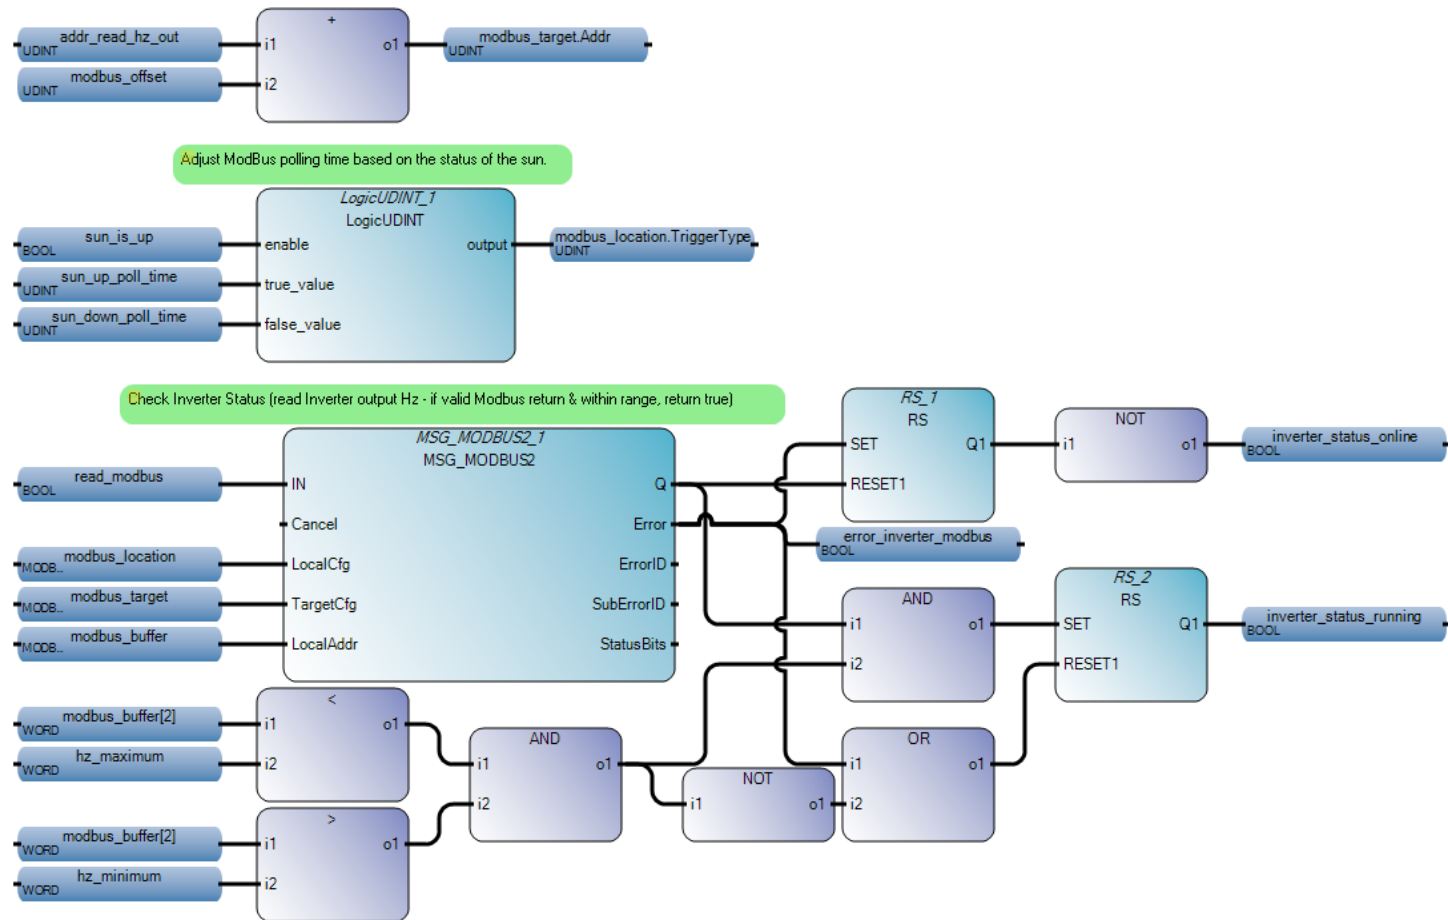 +
addr_read_hz_out
UDINT
i1
o1
modbus_target.Addr
UDINT
modbus_offset
UDINT
i2
Adjust ModBus polling time based on the status of the sun.
LogicUDINT_1
LogicUDINT
sun_is_up
BOOL
enable
output
modbus_location.TriggerType
UDINT
sun_up_poll_time
UDINT
true_value
sun_down_poll_time
UDINT
false_value
Check Inverter Status (read Inverter output Hz - if valid Modbus return & within range, return true)
MSG_MODBUS2_1
MSG_MODBUS2
read_modbus
BOOL
IN
Q
Cancel
Error
modbus_location
MODB...
LocalCfg
ErrorID
modbus_target
MODB...
TargetCfg
SubErrorID
modbus_buffer
MODB...
LocalAddr
StatusBits
RS_1
RS
SET
Q1
RESET1
NOT
i1
o1
inverter_status_online
BOOL
error_inverter_modbus
BOOL
AND
i1
o1
i2
RS_2
RS
SET
Q1
RESET1
inverter_status_running
BOOL
<
modbus_buffer[2]
WORD
i1
o1
hz_maximum
WORD
i2
AND
i1
o1
i2
NOT
i1
o1
OR
i1
o1
i2
>
modbus_buffer[2]
WORD
i1
o1
hz_minimum
WORD
i2